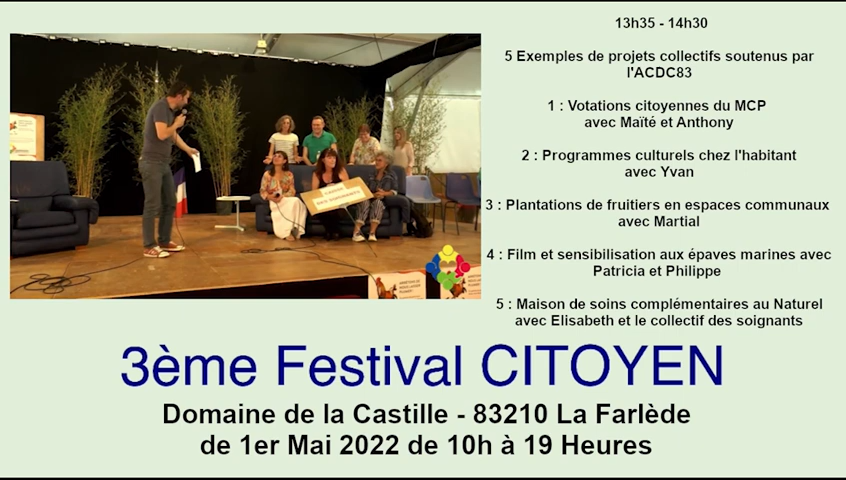 13h35 - 14h30
5 Exemples de projets collectifs soutenus par
l'ACDC83
1 : Votations citoyennes du MCP
avec Maïté et Anthony
2 : Programmes culturels chez l'habitant
avec Yvan
3 : Plantations de fruitiers en espaces communaux
avec Martial
4 : Film et sensibilisation aux épaves marines avec
Patricia et Philippe
5 : Maison de soins complémentaires au Naturel
avec Elisabeth et le collectif des soignants
3ème Festival CITOYEN
Domaine de la Castille - 83210 La Farlède
de 1er Mai 2022 de 10h à 19 Heures